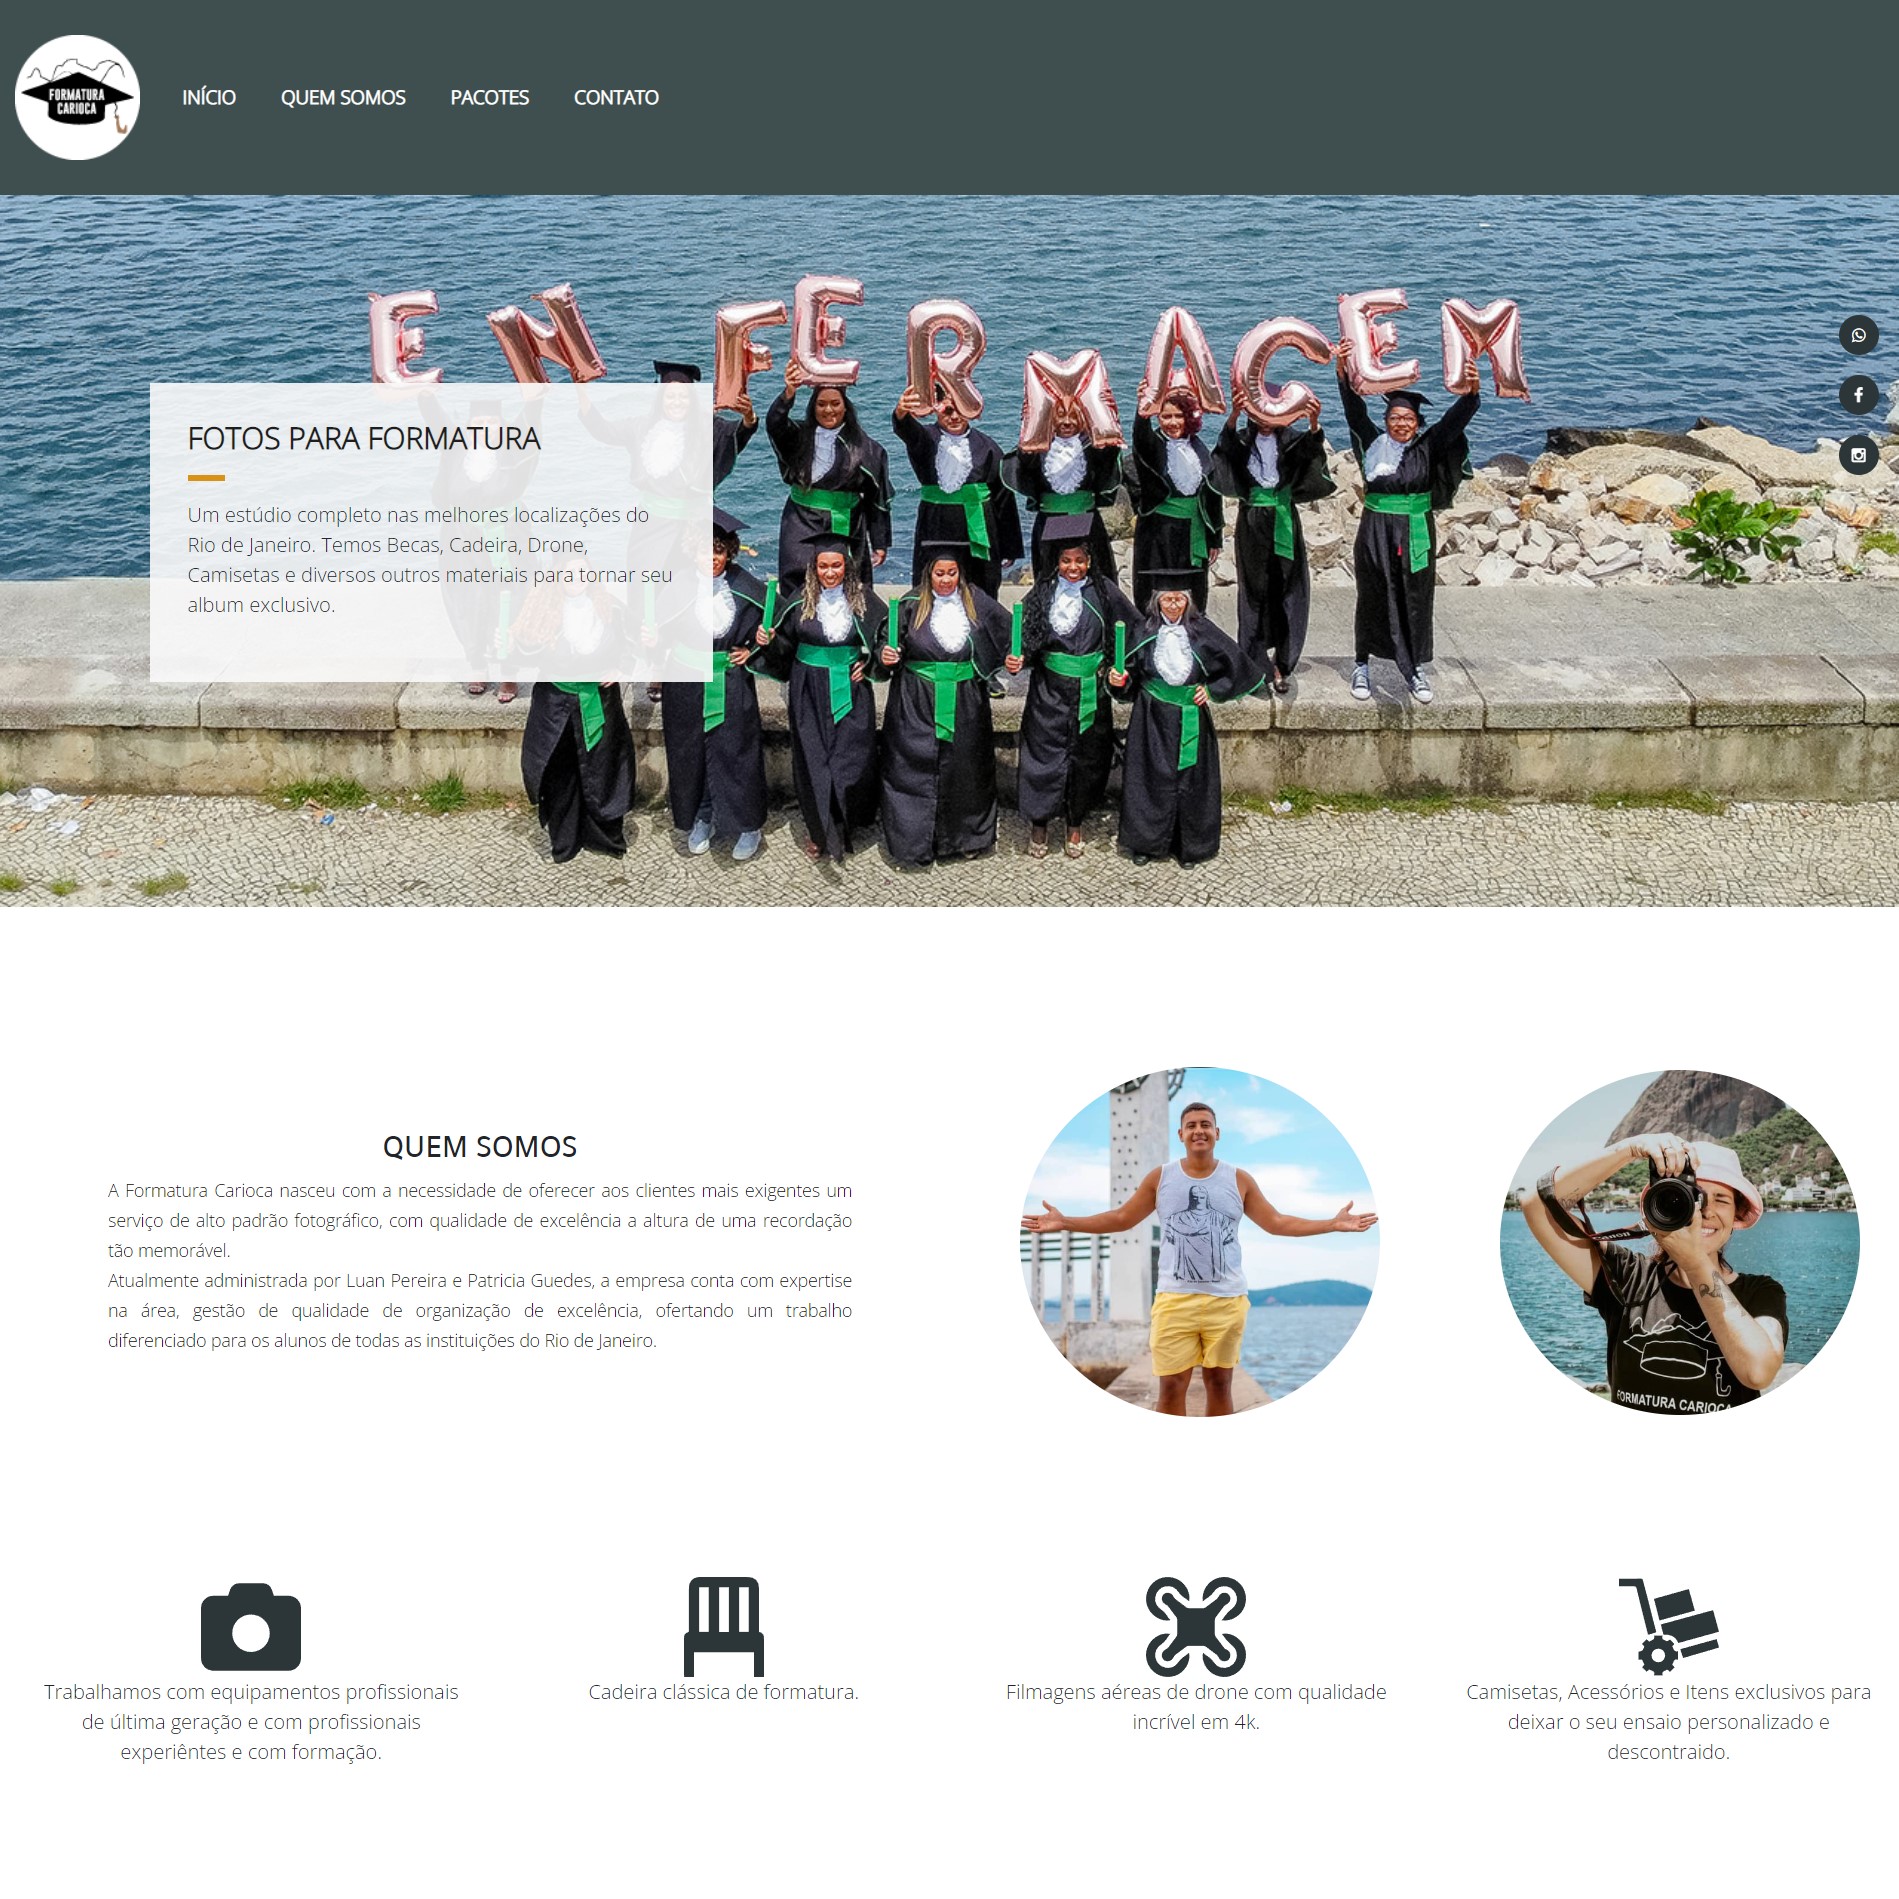 FORMATURA
CARIOCA
INÍCIO
QUEM SOMOS
PACOTES
CONTATO
ENFERMAGEM
FOTOS PARA FORMATURA
Um estúdio completo nas melhores localizações do
Rio de Janeiro. Temos Becas, Cadeira, Drone,
Camisetas e diversos outros materiais para tornar seu
album exclusivo.
QUEM SOMOS
A Formatura Carioca nasceu com a necessidade de oferecer aos clientes mais exigentes um
serviço de alto padrão fotográfico, com qualidade de excelência a altura de uma recordação
tão memorável.
Atualmente administrada por Luan Pereira e Patricia Guedes, a empresa conta com expertise
na área, gestão de qualidade de organização de excelência, ofertando um trabalho
diferenciado para os alunos de todas as instituições do Rio de Janeiro.
Canon
FORMATURA CARIOCA
Trabalhamos com equipamentos profissionais
de última geração e com profissionais
experiêntes e com formação.
Cadeira clássica de formatura.
Filmagens aéreas de drone com qualidade
incrível em 4k.
Camisetas, Acessórios e Itens exclusivos para
deixar o seu ensaio personalizado e
descontraido.